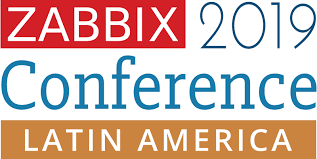 ZABBIX 2019
Conference
LATIN AMERICA